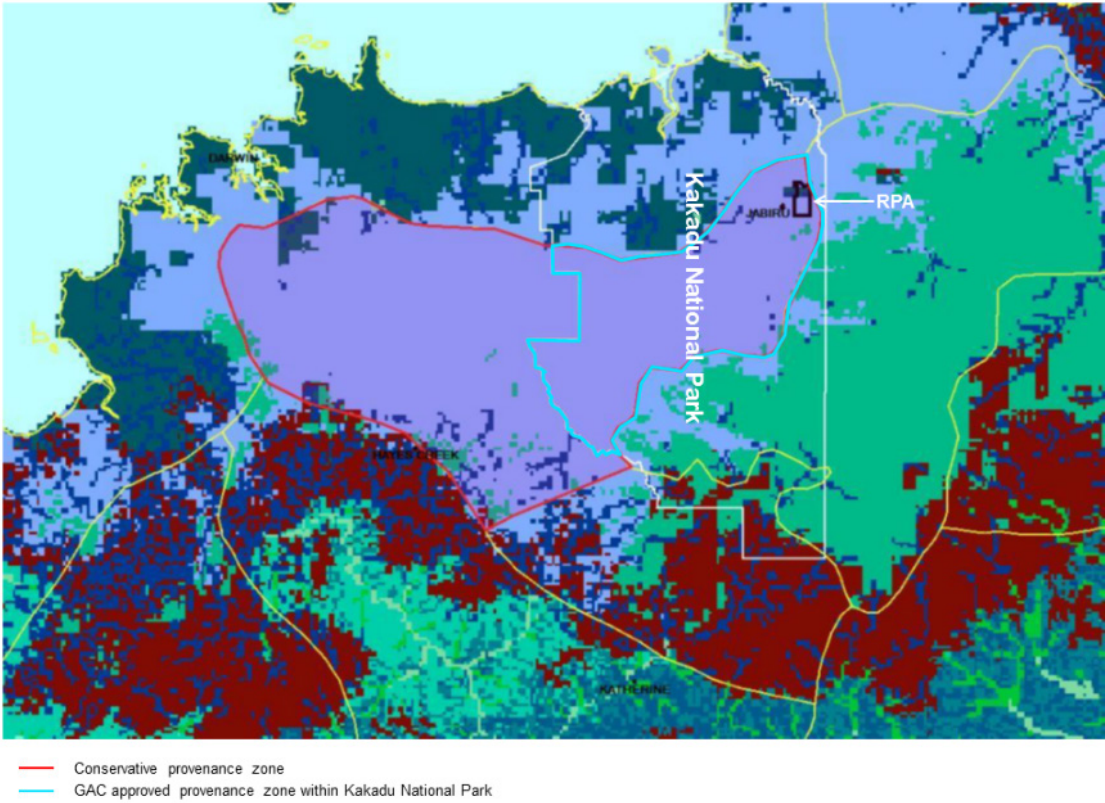 DARWIN
Kakadu National Park
JABIRU
RPA
HAYES CREEK
KATHERINE
Conservative provenance zone
GAC approved provenance zone within Kakadu National Park